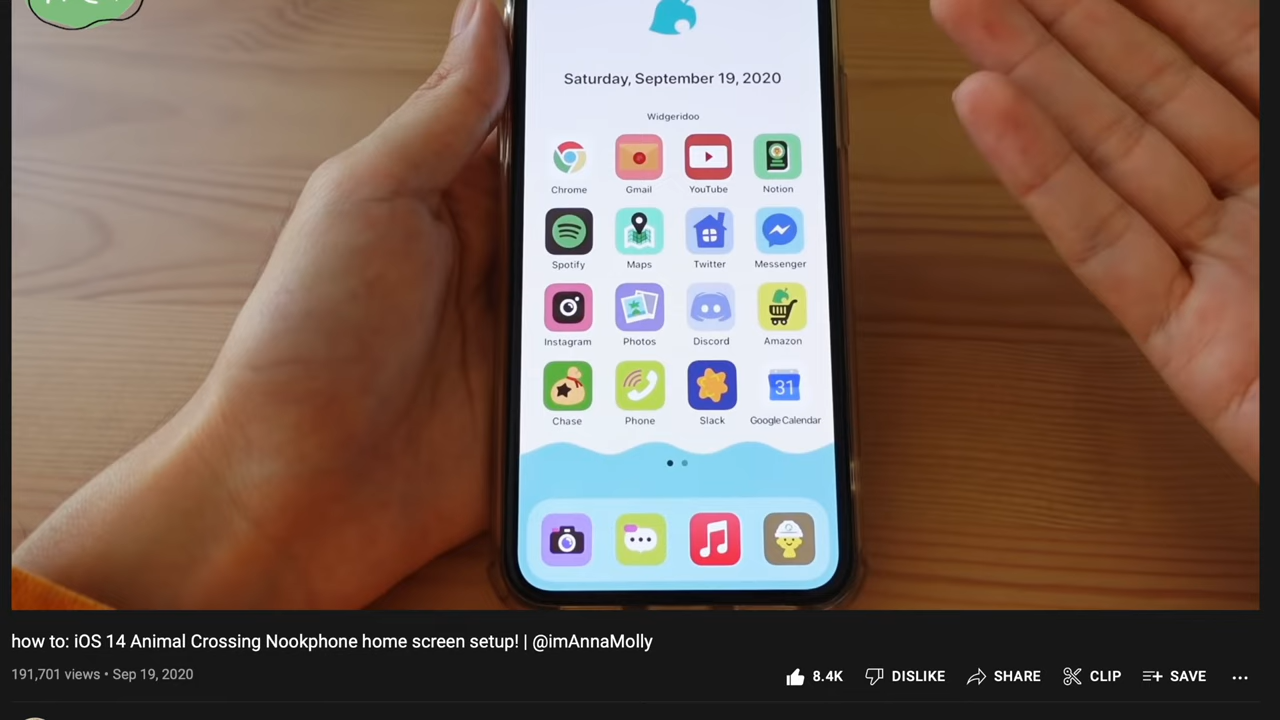 Saturday, September 19, 2020
Widgeridoo
Chrome Gmail YouTube Notion
Spotify Maps Twitter Messenger
Instagram Photos Discord Amazon
31
Chase Phone Slack Google Calendar
how to: iOS 14 Animal Crossing Nookphone home screen setup! | @imAnnaMolly
191,701 views • Sep 19, 2020
8.4K DISLIKE SHARE CLIP SAVE